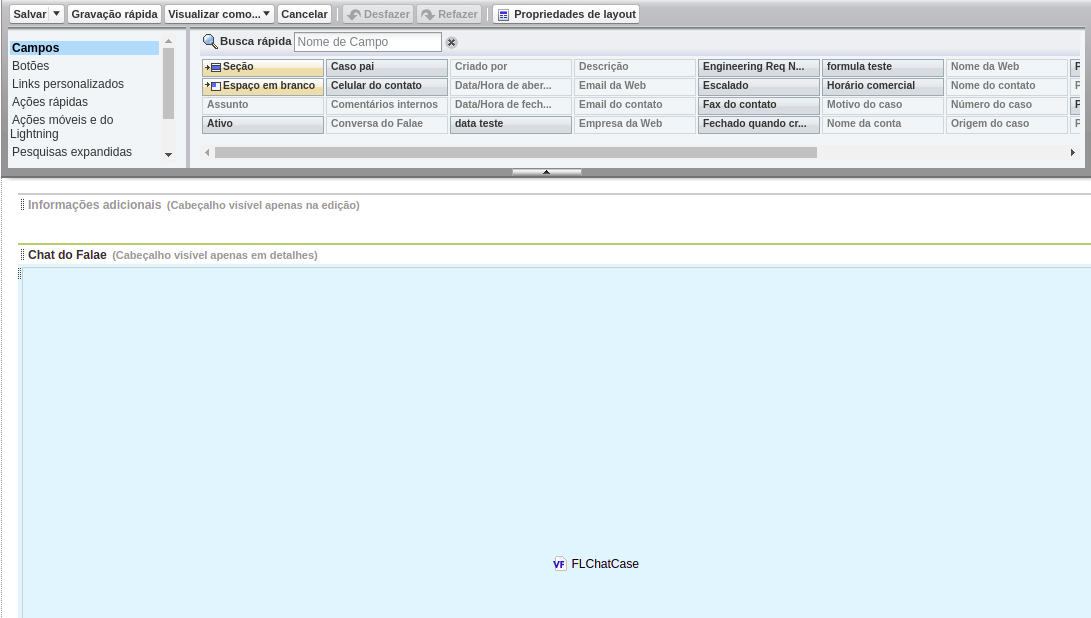 Salvar Gravação rápida Visualizar como... Cancelar Desfazer Refazer Propriedades de layout
Campos
Botões
Links personalizados
Ações rápidas
Ações móveis e do
Lightning
Pesquisas expandidas
Busca rápida Nome de Campo
Seção Caso pai Criado por Descrição Engineering Req N... formula teste Nome da Web
Espaço em branco Celular do contato Data/Hora de aber... Email da Web Escalado Horário comercial Nome do contato
Assunto Comentários internos Data/Hora de fech... Email do contato Fax do contato Motivo do caso Número do caso
Ativo Conversa do Falae data teste Empresa da Web Fechado quando cr... Nome da conta Origem do caso
Informações adicionais (Cabeçalho visível apenas na edição)
Chat do Falae (Cabeçalho visível apenas em detalhes)
VF FLChatCase